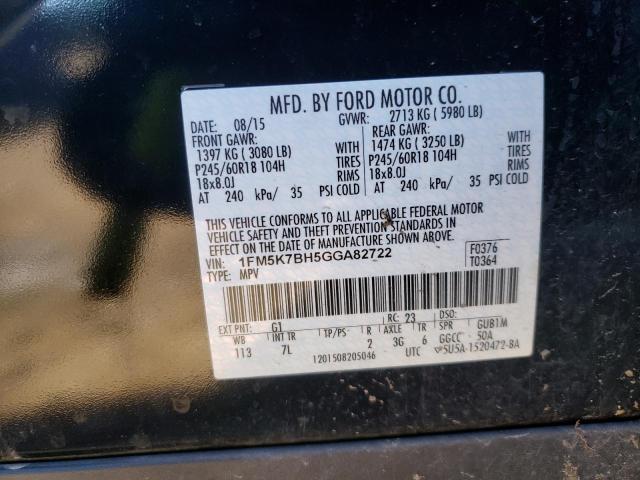 MFD. BY FORD MOTOR CO.
DATE: 08/15 GVWR: 2713 KG ( 5980 LB)
FRONT GAWR: REAR GAWR:
1397 KG ( 3080 LB) WITH 1474 KG ( 3250 LB) WITH
P245/60R18 104H TIRES P245/60R18 104H TIRES
18x8.0J RIMS 18x8.0J RIMS
AT 240 kPa/ 35 PSI COLD AT 240 kPa/ 35 PSI COLD
THIS VEHICLE CONFORMS TO ALL APPLICABLE FEDERAL MOTOR
VEHICLE SAFETY AND THEFT PREVENTION STANDARDS IN
EFFECT ON THE DATE OF MANUFACTURE SHOWN ABOVE.
VIN: 1FM5K7BH5GGA82722 F0376
TYPE: MPV T0364
EXT PNT: G1 RC: 23 DSO:
WB INT TR TP/PS R AXLE TR SPR GUB1M
113 7L 2 3G 6 GGCC 50A
1201508205046 UTC 5U5A-1520472-BA